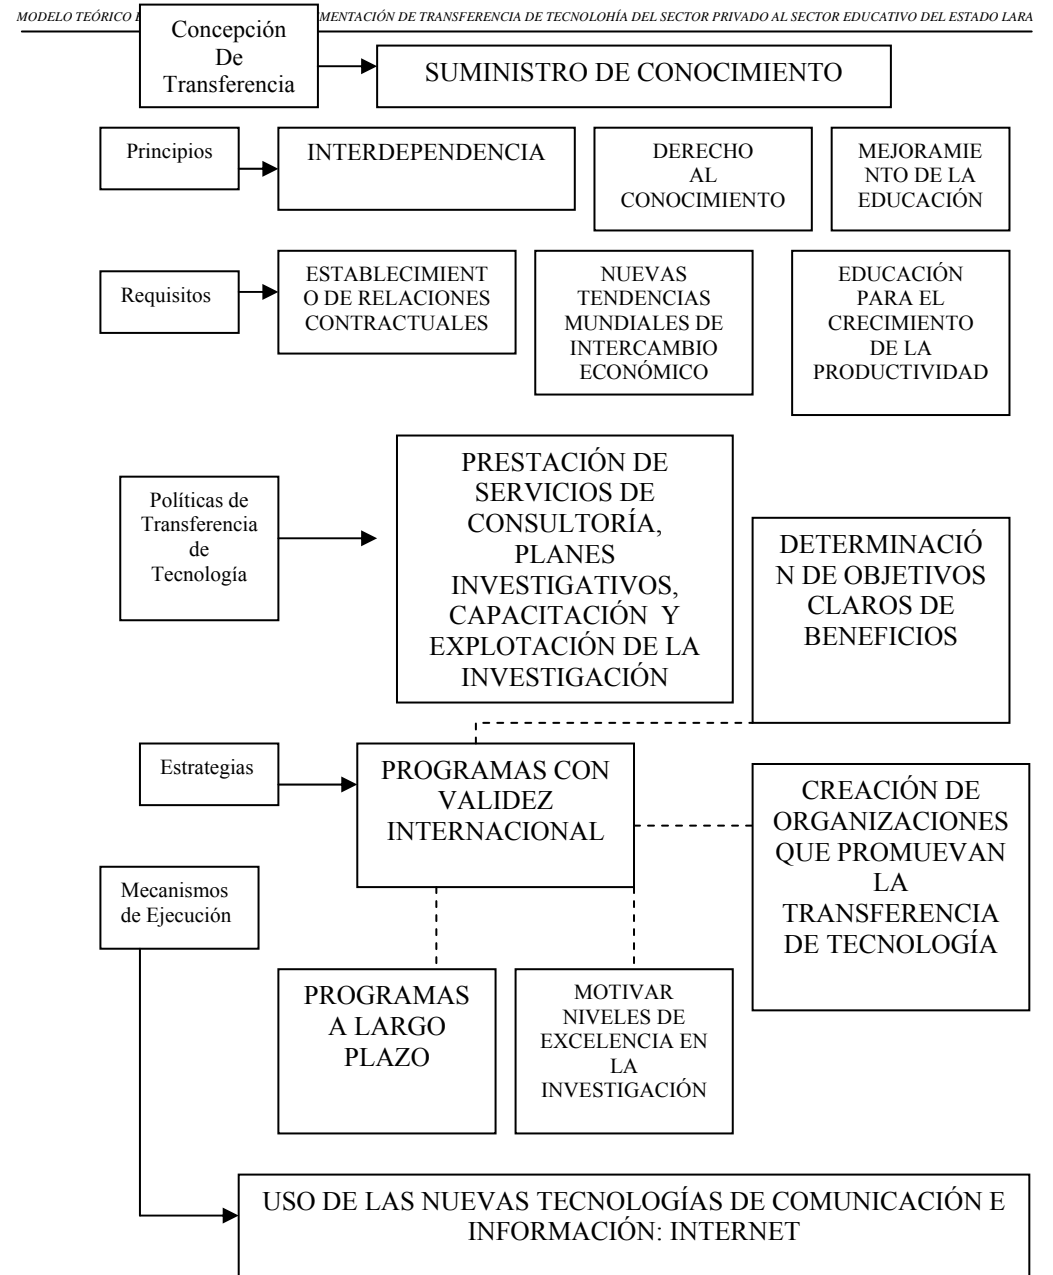 MODELO TEÓRICO
MENTACIÓN DE TRANSFERENCIA DE TECNOLOHÍA DEL SECTOR PRIVADO AL SECTOR EDUCATIVO DEL ESTADO LARA
Concepción
De
Transferencia
SUMINISTRO DE CONOCIMIENTO
Principios
INTERDEPENDENCIA
DERECHO
AL
CONOCIMIENTO
MEJORAMIE
NTO DE LA
EDUCACIÓN
Requisitos
ESTABLECIMIENT
O DE RELACIONES
CONTRACTUALES
NUEVAS
TENDENCIAS
MUNDIALES DE
INTERCAMBIO
ECONÓMICO
EDUCACIÓN
PARA EL
CRECIMIENTO
DE LA
PRODUCTIVIDAD
Políticas de
Transferencia
de
Tecnología
PRESTACIÓN DE
SERVICIOS DE
CONSULTORÍA,
PLANES
INVESTIGATIVOS,
CAPACITACIÓN Y
EXPLOTACIÓN DE LA
INVESTIGACIÓN
DETERMINACIÓ
N DE OBJETIVOS
CLAROS DE
BENEFICIOS
Estrategias
PROGRAMAS CON
VALIDEZ
INTERNACIONAL
CREACIÓN DE
ORGANIZACIONES
QUE PROMUEVAN
LA
TRANSFERENCIA
DE TECNOLOGÍA
Mecanismos
de Ejecución
PROGRAMAS
A LARGO
PLAZO
MOTIVAR
NIVELES DE
EXCELENCIA EN
LA
INVESTIGACIÓN
USO DE LAS NUEVAS TECNOLOGÍAS DE COMUNICACIÓN E
INFORMACIÓN: INTERNET